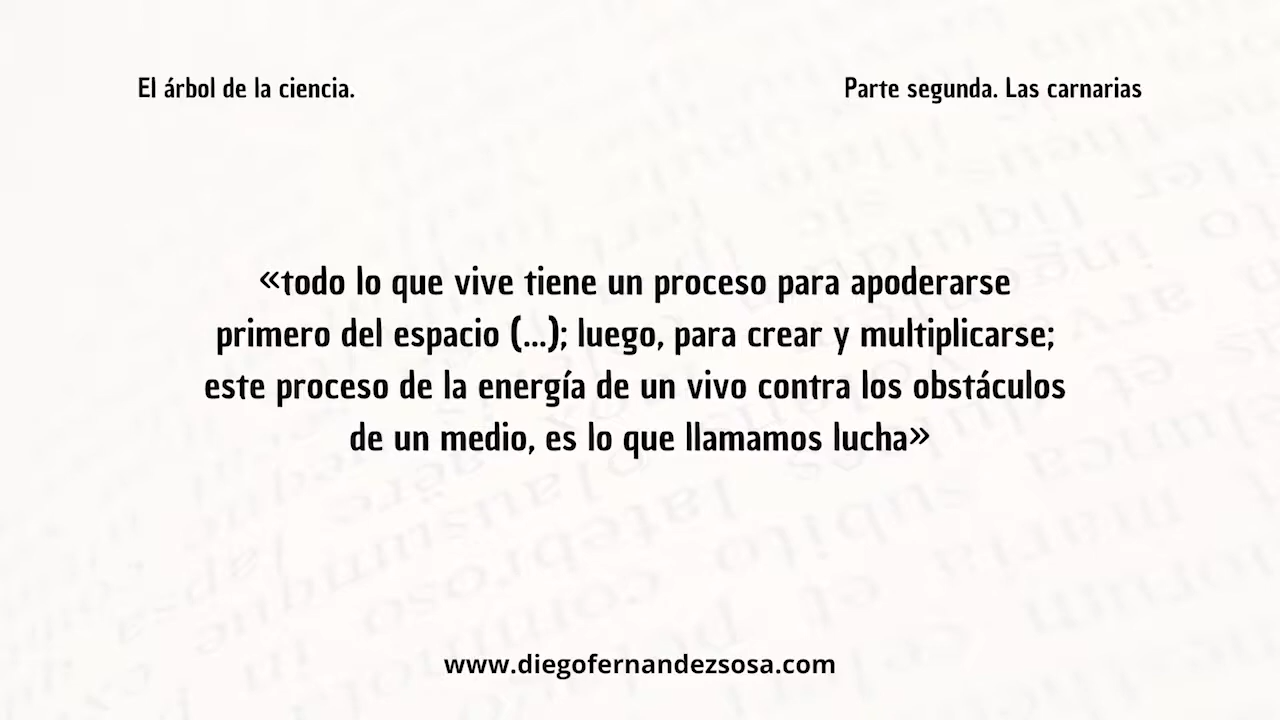 El árbol de la ciencia.
Parte segunda. Las carnarias
«todo lo que vive tiene un proceso para apoderarse
primero del espacio (...); luego, para crear y multiplicarse;
este proceso de la energía de un vivo contra los obstáculos
de un medio, es lo que llamamos lucha»
www.diegofernandezsosa.com